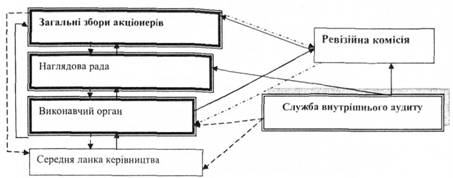 Загальні збори акціонерів
Ревізійна комісія
Наглядова рада
Виконавчий орган
Служба внутрішнього аудиту
Середня ланка керівництва